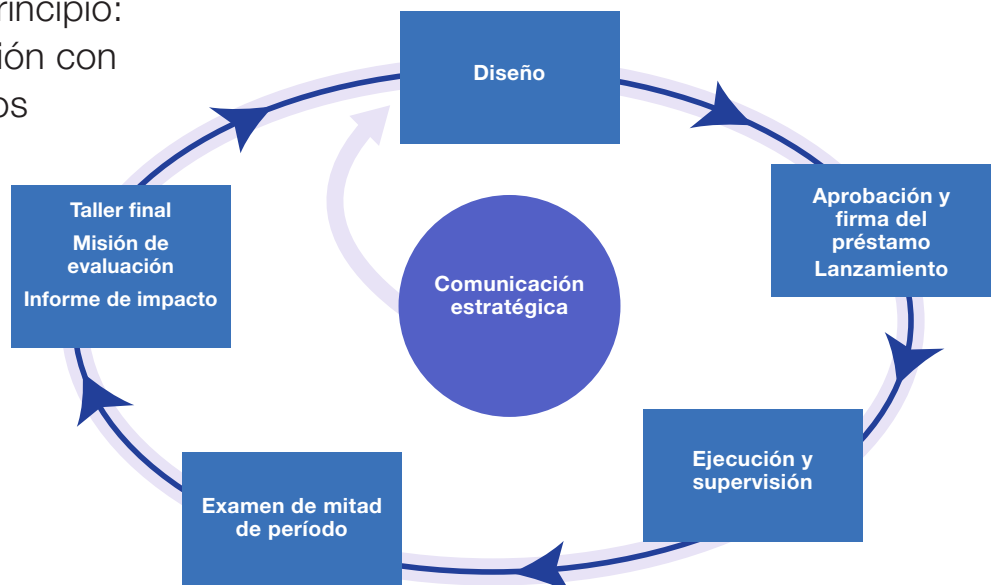 rincipio:
ión con
os
Diseño
Aprobación y
firma del
préstamo
Lanzamiento
Taller final
Misión de
evaluación
Informe de impacto
Comunicación
estratégica
Ejecución y
supervisión
Examen de mitad
de período